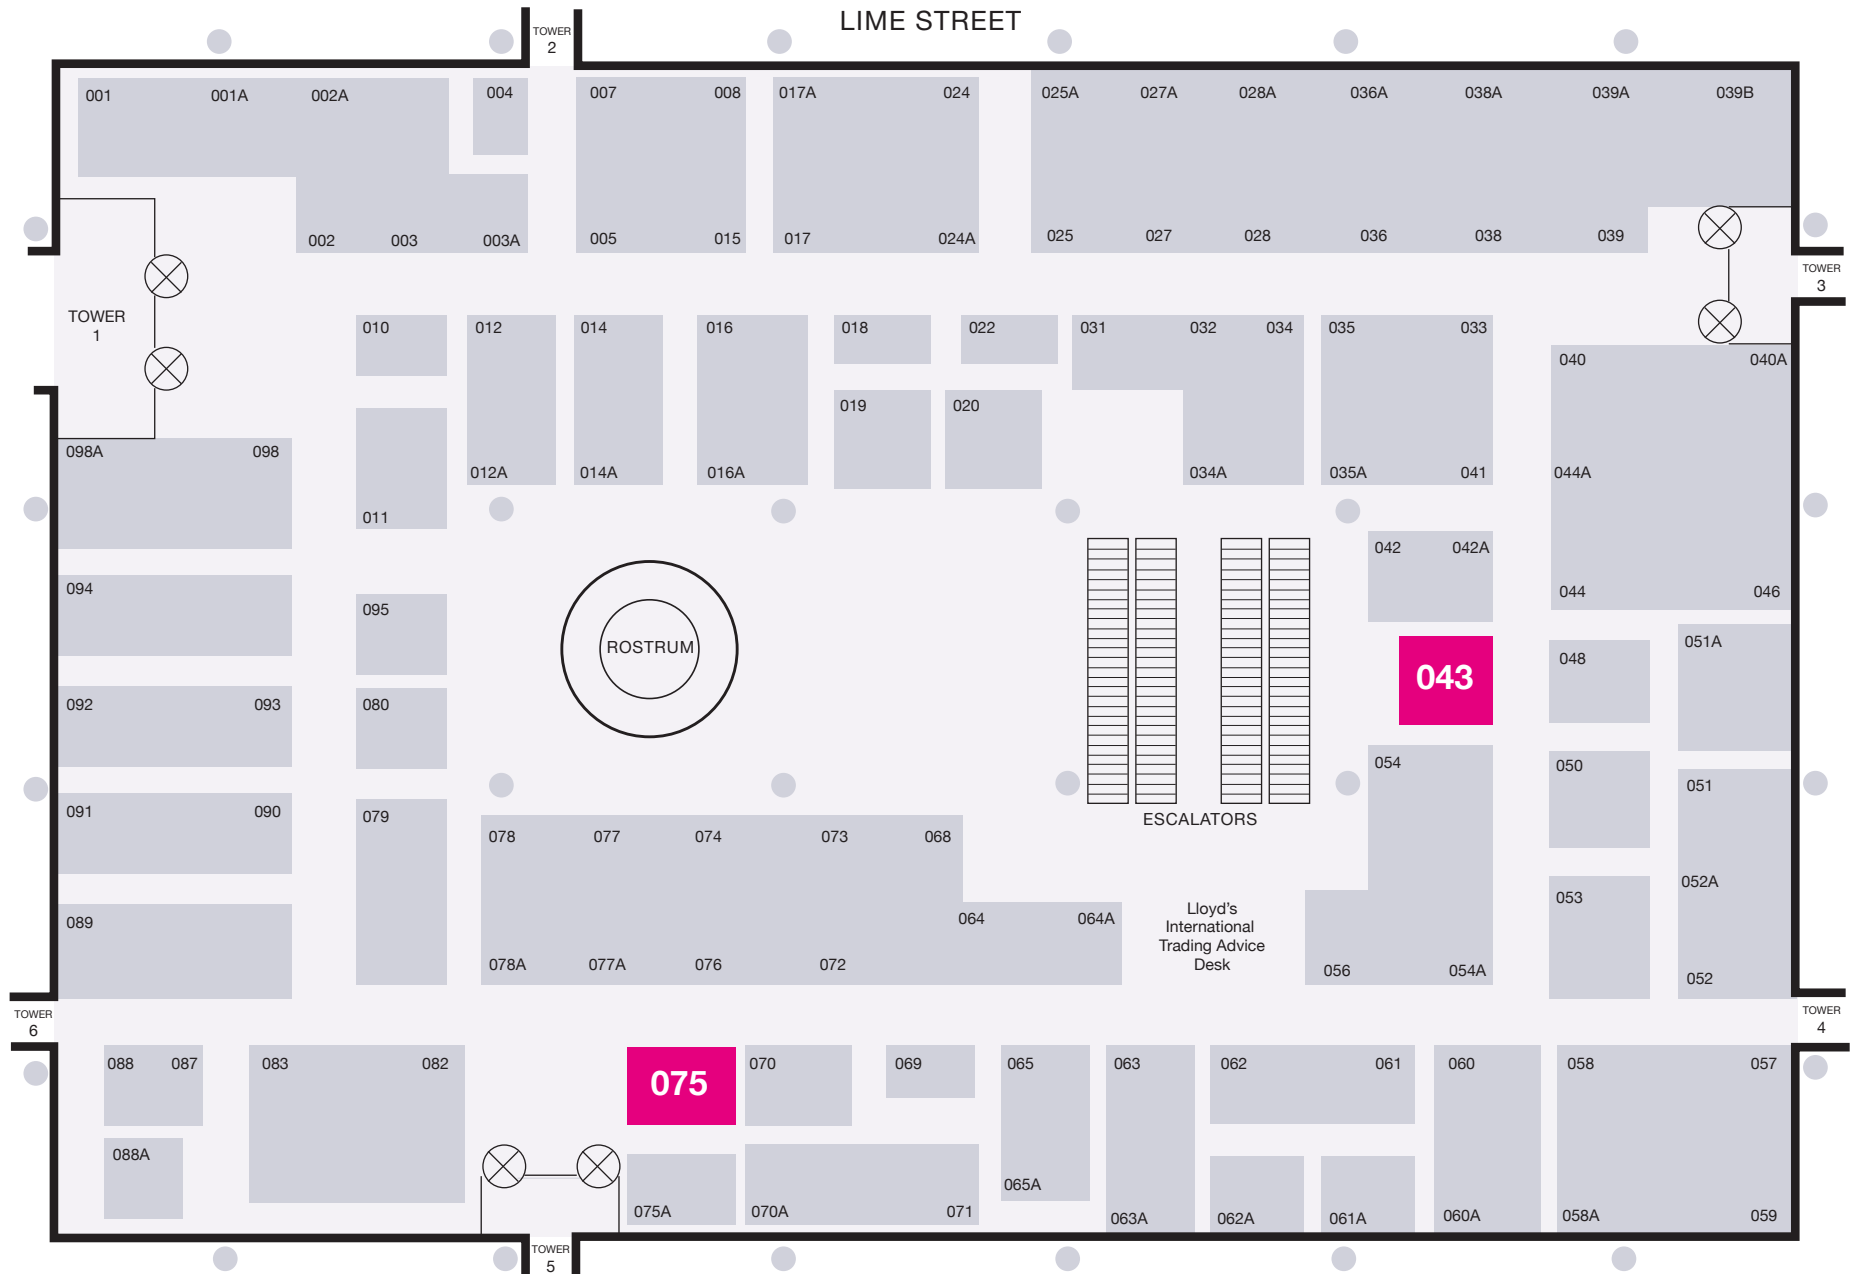 LIME STREET
TOWER
2
001 001A 002A 004 007 008 017A 024 025A 027A 028A 036A 038A 039A 039B
002 003 003A 005 015 017 024A 025 027 028 036 038 039
TOWER
3
TOWER
1
010 012 014 016 018 022 031 032 034 035 033
040 040A
019 020
098A 098
012A 014A 016A 034A 035A 041 044A
011
042 042A
094 044 046
095
ROSTRUM
051A
048
043
092 093 080
054 050
051
091 090 079
ESCALATORS
078 077 074 073 068
052A
053
089
064 064A
Lloyd's
International
Trading Advice
Desk
078A 077A 076 072
056 054A
052
TOWER
6
TOWER
4
088 087 083 082 075 070 069 065 063 062 061 060 058 057
088A
065A
075A 070A 071 063A 062A 061A 060A 058A 059
TOWER
5